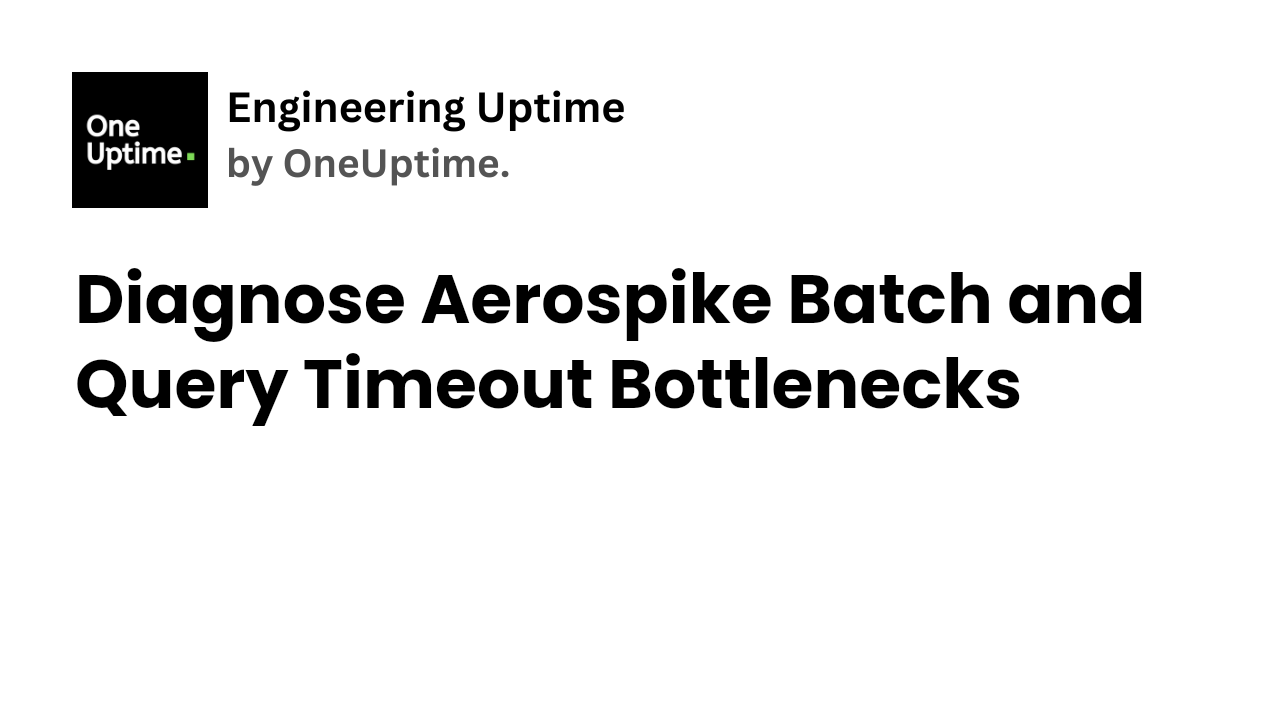 One
Uptime.
Engineering Uptime
by OneUptime.
Diagnose Aerospike Batch and
Query Timeout Bottlenecks